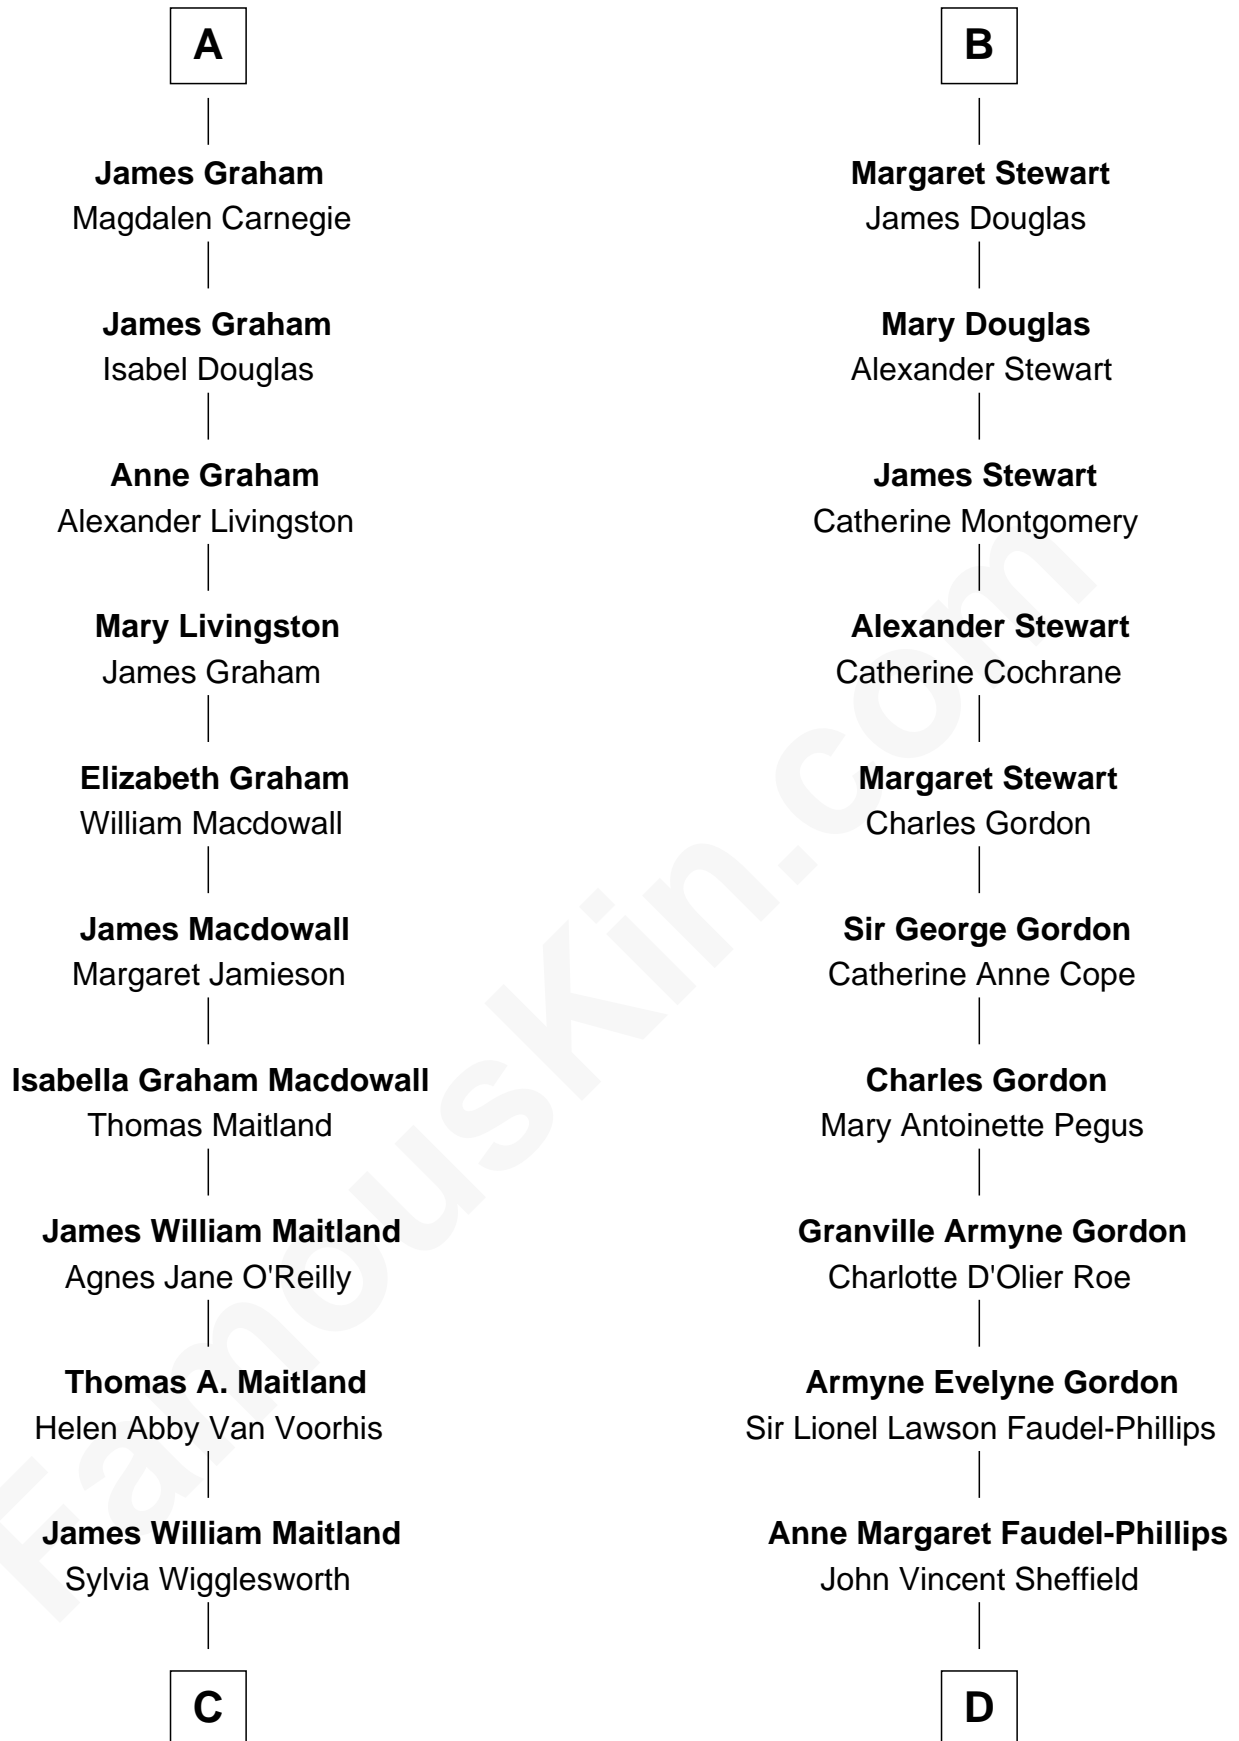 A
James Graham
Magdalen Carnegie
James Graham
Isabel Douglas
Anne Graham
Alexander Livingston
Mary Livingston
James Graham
Elizabeth Graham
William Macdowall
James Macdowall
Margaret Jamieson
Isabella Graham Macdowall
Thomas Maitland
James William Maitland
Agnes Jane O'Reilly
Thomas A. Maitland
Helen Abby Van Voorhis
James William Maitland
Sylvia Wigglesworth
C
B
Margaret Stewart
James Douglas
Mary Douglas
Alexander Stewart
James Stewart
Catherine Montgomery
Alexander Stewart
Catherine Cochrane
Margaret Stewart
Charles Gordon
Sir George Gordon
Catherine Anne Cope
Charles Gordon
Mary Antoinette Pegus
Granville Armyne Gordon
Charlotte D'Olier Roe
Armyne Evelyne Gordon
Sir Lionel Lawson Faudel-Phillips
Anne Margaret Faudel-Phillips
John Vincent Sheffield
D
FamousKin.com